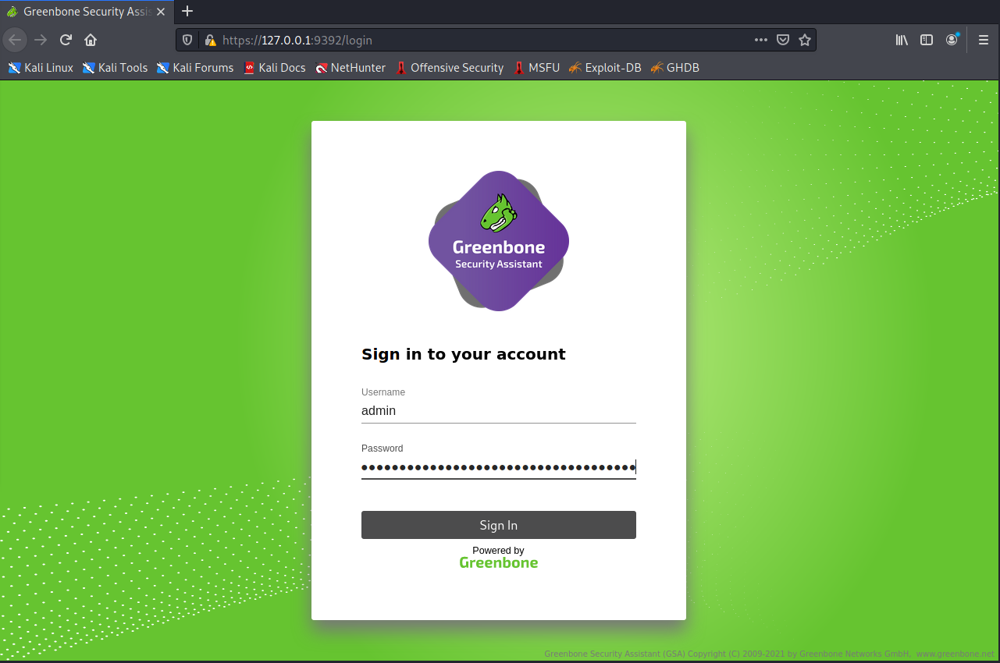 Greenbone Security Assis
https://127.0.0.1:9392/login
Kali Linux Kali Tools Kali Forums Kali Docs NetHunter Offensive Security MSFU Exploit-DB GHDB
Greenbone
Security Assistant
Sign in to your account
Username
admin
Password
Sign In
Powered by
Greenbone
Greenbone Security Assistant (GSA) Copyright (C) 2009-2021 by Greenbone Networks GmbH, www.greenbone.net